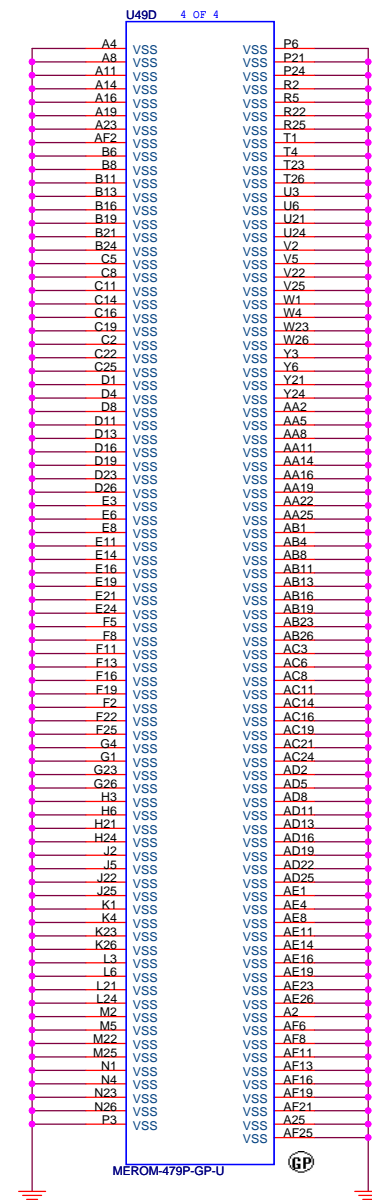 U49D 4 OF 4
A4 VSS VSS P6
A8 VSS VSS P21
A11 VSS VSS P24
A14 VSS VSS R2
A16 VSS VSS R5
A19 VSS VSS R22
A23 VSS VSS R25
AF2 VSS VSS T1
B6 VSS VSS T4
B8 VSS VSS T23
B11 VSS VSS T26
B13 VSS VSS U3
B16 VSS VSS U6
B19 VSS VSS U21
B21 VSS VSS U24
B24 VSS VSS V2
C5 VSS VSS V5
C8 VSS VSS V22
C11 VSS VSS V25
C14 VSS VSS W1
C16 VSS VSS W4
C19 VSS VSS W23
C2 VSS VSS W26
C22 VSS VSS Y3
C25 VSS VSS Y6
D1 VSS VSS Y21
D4 VSS VSS Y24
D8 VSS VSS AA2
D11 VSS VSS AA5
D13 VSS VSS AA8
D16 VSS VSS AA11
D19 VSS VSS AA14
D23 VSS VSS AA16
D26 VSS VSS AA19
E3 VSS VSS AA22
E6 VSS VSS AA25
E8 VSS VSS AB1
E11 VSS VSS AB4
E14 VSS VSS AB8
E16 VSS VSS AB11
E19 VSS VSS AB13
E21 VSS VSS AB16
E24 VSS VSS AB19
F5 VSS VSS AB23
F8 VSS VSS AB26
F11 VSS VSS AC3
F13 VSS VSS AC6
F16 VSS VSS AC8
F19 VSS VSS AC11
F2 VSS VSS AC14
F22 VSS VSS AC16
F25 VSS VSS AC19
G4 VSS VSS AC21
G1 VSS VSS AC24
G23 VSS VSS AD2
G26 VSS VSS AD5
H3 VSS VSS AD8
H6 VSS VSS AD11
H21 VSS VSS AD13
H24 VSS VSS AD16
J2 VSS VSS AD19
J5 VSS VSS AD22
J22 VSS VSS AD25
J25 VSS VSS AE1
K1 VSS VSS AE4
K4 VSS VSS AE8
K23 VSS VSS AE11
K26 VSS VSS AE14
L3 VSS VSS AE16
L6 VSS VSS AE19
L21 VSS VSS AE23
L24 VSS VSS AE26
M2 VSS VSS A2
M5 VSS VSS AF6
M22 VSS VSS AF8
M25 VSS VSS AF11
N1 VSS VSS AF13
N4 VSS VSS AF16
N23 VSS VSS AF19
N26 VSS VSS AF21
P3 VSS VSS A25
VSS AF25
MEROM-479P-GP-U GP